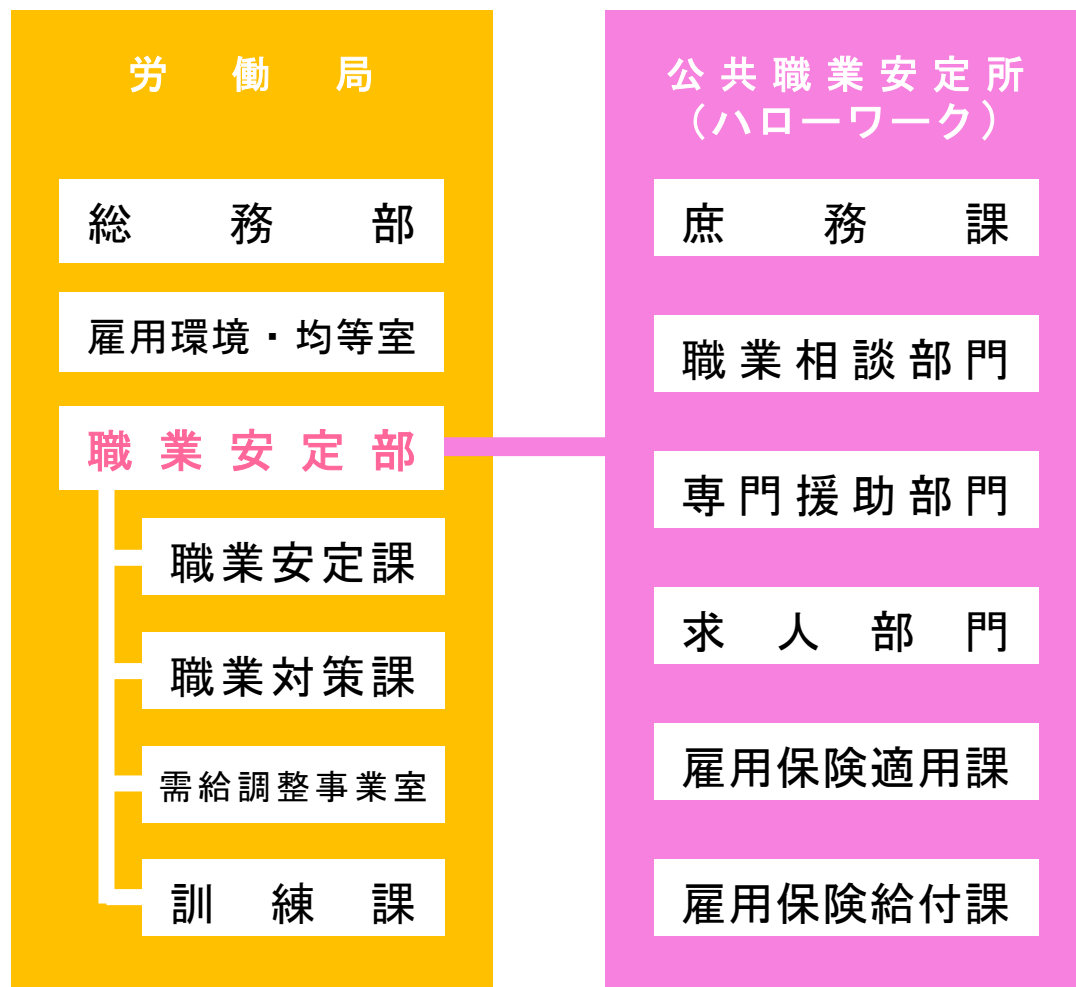 労働局
総務部
雇用環境・均等室
職業安定部
職業安定課
職業対策課
需給調整事業室
訓練課
公共職業安定所
（ハローワーク）
庶務課
職業相談部門
専門援助部門
求人部門
雇用保険適用課
雇用保険給付課